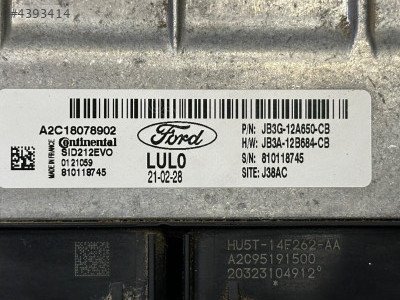 #4393414
A2C18078902
Continental
SID212EVO
0121059
810118745
MADE IN FRANCE
Ford
LUL0
21-02-28
P/N: JB3G-12A650-CB
H/W: JB3A-12B684-CB
S/N: 810118745
SITE: J38AC
HU5T-14F262-AA
A2C95191500
20323104912